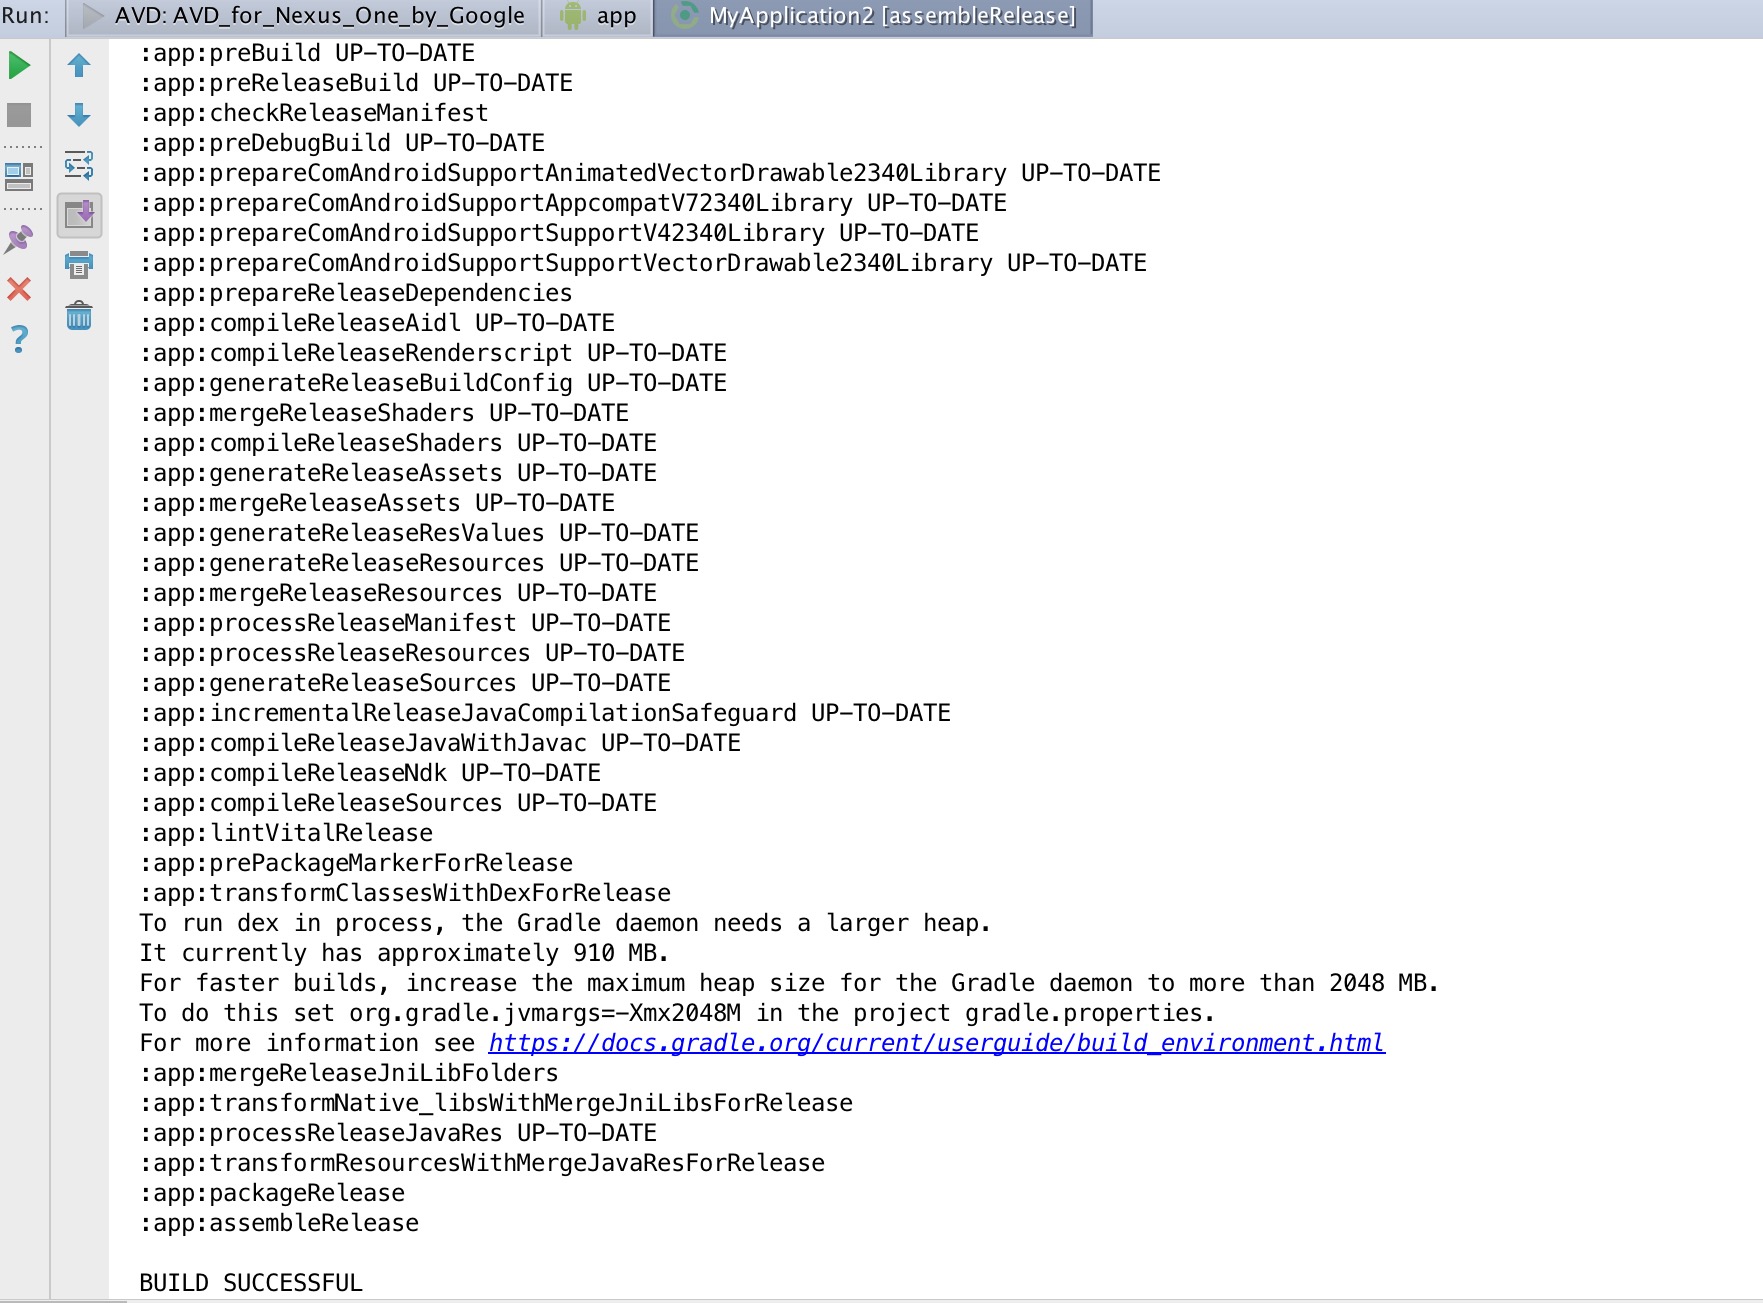 Run: AVD: AVD_for_Nexus_One_by_Google app MyApplication2 [assembleRelease]
:app:preBuild UP-TO-DATE
:app:preReleaseBuild UP-TO-DATE
:app:checkReleaseManifest
:app:preDebugBuild UP-TO-DATE
:app:prepareComAndroidSupportAnimatedVectorDrawable2340Library UP-TO-DATE
:app:prepareComAndroidSupportAppcompatV72340Library UP-TO-DATE
:app:prepareComAndroidSupportSupportV42340Library UP-TO-DATE
:app:prepareComAndroidSupportSupportVectorDrawable2340Library UP-TO-DATE
:app:prepareReleaseDependencies
:app:compileReleaseAidl UP-TO-DATE
:app:compileReleaseRenderscript UP-TO-DATE
:app:generateReleaseBuildConfig UP-TO-DATE
:app:mergeReleaseShaders UP-TO-DATE
:app:compileReleaseShaders UP-TO-DATE
:app:generateReleaseAssets UP-TO-DATE
:app:mergeReleaseAssets UP-TO-DATE
:app:generateReleaseResValues UP-TO-DATE
:app:generateReleaseResources UP-TO-DATE
:app:mergeReleaseResources UP-TO-DATE
:app:processReleaseManifest UP-TO-DATE
:app:processReleaseResources UP-TO-DATE
:app:generateReleaseSources UP-TO-DATE
:app:incrementalReleaseJavaCompilationSafeguard UP-TO-DATE
:app:compileReleaseJavaWithJavac UP-TO-DATE
:app:compileReleaseNdk UP-TO-DATE
:app:compileReleaseSources UP-TO-DATE
:app:lintVitalRelease
:app:prePackageMarkerForRelease
:app:transformClassesWithDexForRelease
To run dex in process, the Gradle daemon needs a larger heap.
It currently has approximately 910 MB.
For faster builds, increase the maximum heap size for the Gradle daemon to more than 2048 MB.
To do this set org.gradle.jvmargs=-Xmx2048M in the project gradle.properties.
For more information see https://docs.gradle.org/current/userguide/build_environment.html
:app:mergeReleaseJniLibFolders
:app:transformNative_libsWithMergeJniLibsForRelease
:app:processReleaseJavaRes UP-TO-DATE
:app:transformResourcesWithMergeJavaResForRelease
:app:packageRelease
:app:assembleRelease
BUILD SUCCESSFUL